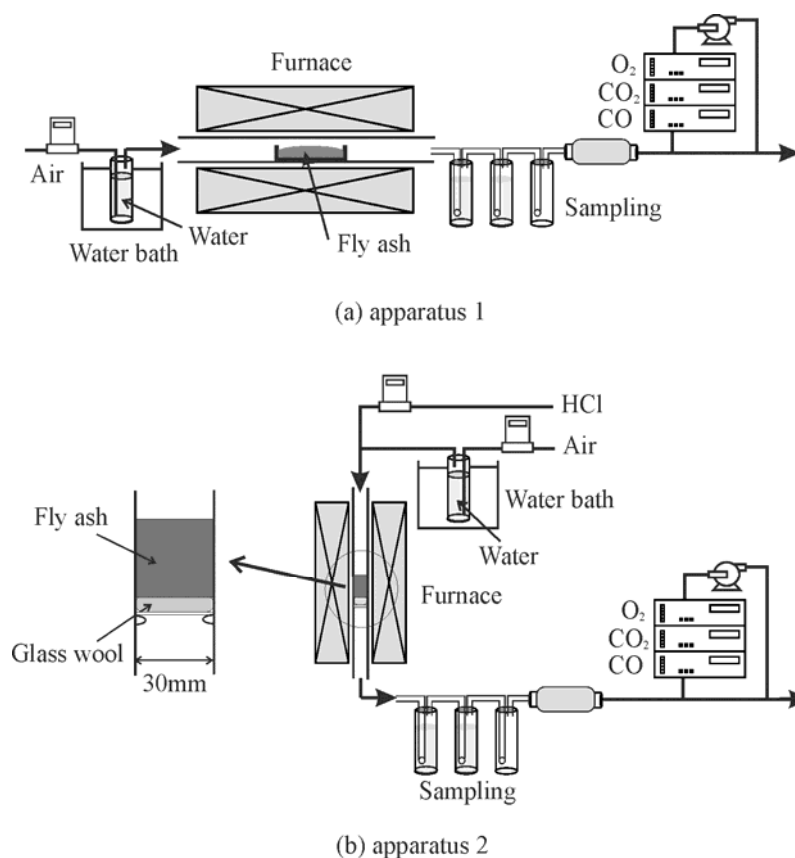 Furnace
O₂
CO₂
CO
Air
Water
Water bath
Fly ash
Sampling
(a) apparatus 1
HCl
Air
Water bath
Water
Fly ash
Furnace
Glass wool
30mm
O₂
CO₂
CO
Sampling
(b) apparatus 2